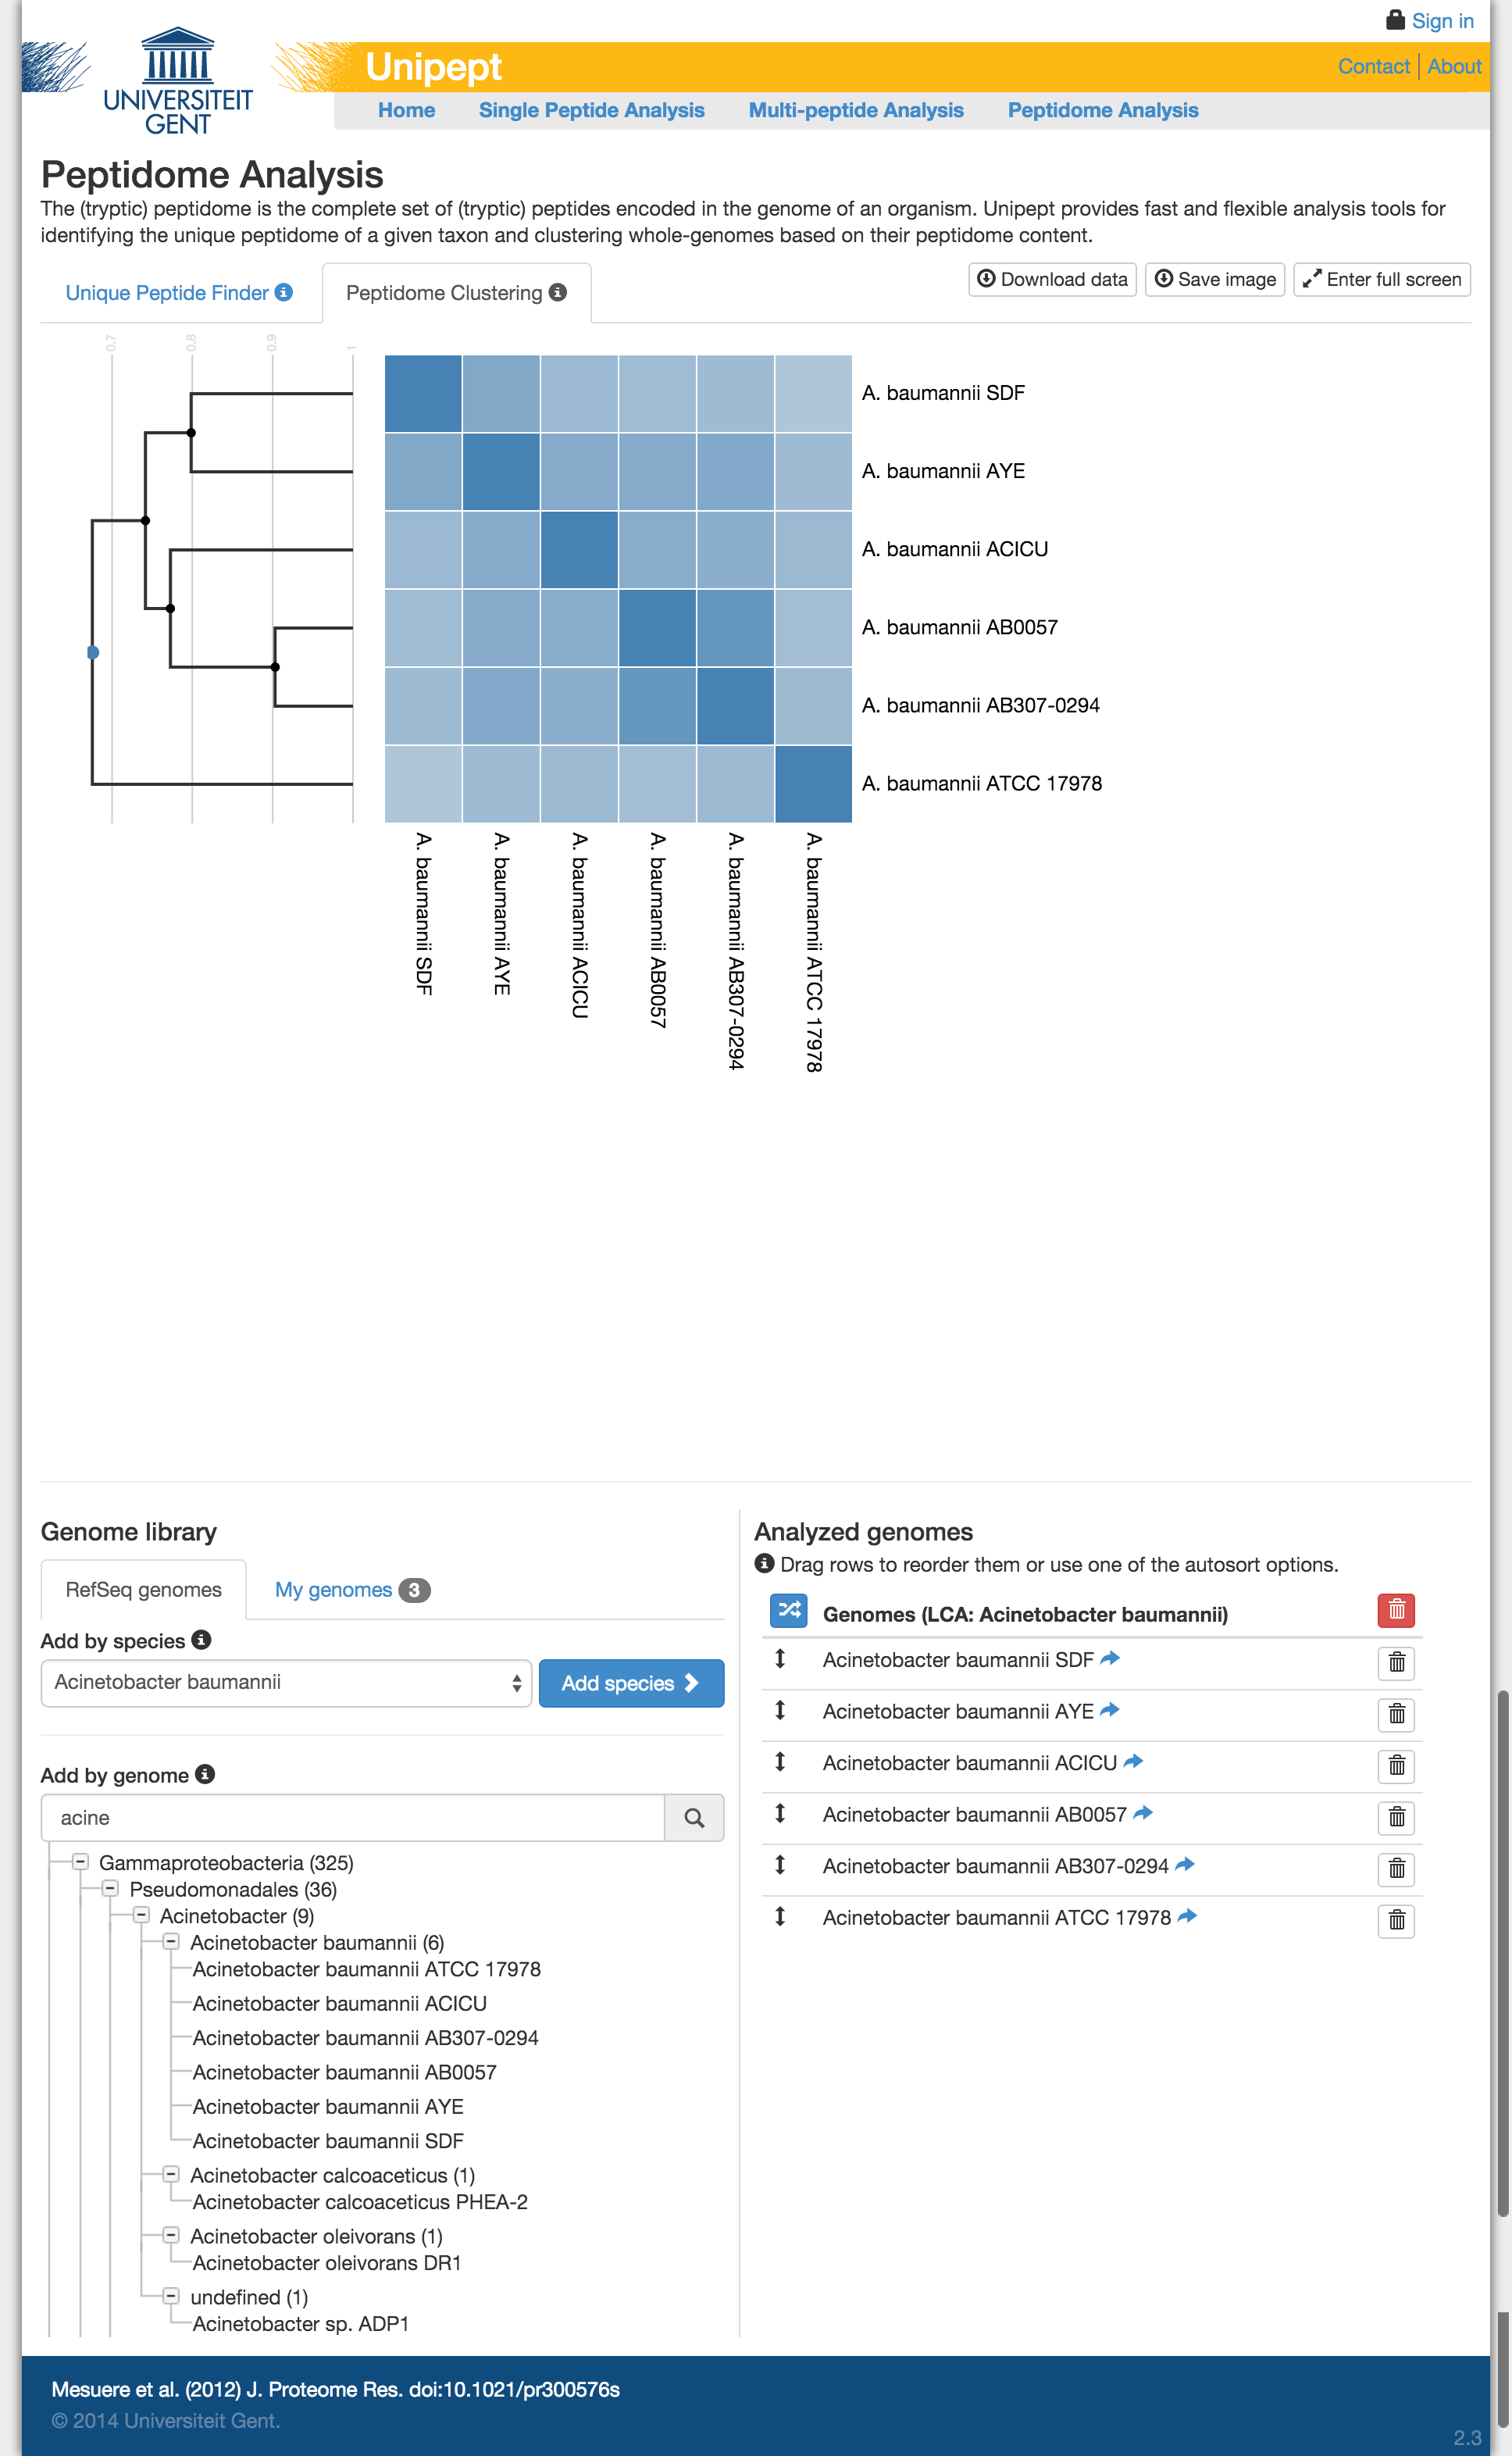 Sign in
UNIVERSITEIT
GENT
Unipept
Contact
About
Home
Single Peptide Analysis
Multi-peptide Analysis
Peptidome Analysis
Peptidome Analysis
The (tryptic) peptidome is the complete set of (tryptic) peptides encoded in the genome of an organism. Unipept provides fast and flexible analysis tools for
identifying the unique peptidome of a given taxon and clustering whole-genomes based on their peptidome content.
Unique Peptide Finder
Peptidome Clustering
Download data
Save image
Enter full screen
0.7
0.8
0.9
1
A. baumannii SDF
A. baumannii AYE
A. baumannii ACICU
A. baumannii AB0057
A. baumannii AB307-0294
A. baumannii ATCC 17978
A. baumannii SDF
A. baumannii AYE
A. baumannii ACICU
A. baumannii AB0057
A. baumannii AB307-0294
A. baumannii ATCC 17978
Genome library
RefSeq genomes
My genomes 3
Add by species
Acinetobacter baumannii
Add species
Add by genome
acine
Gammaproteobacteria (325)
Pseudomonadales (36)
Acinetobacter (9)
Acinetobacter baumannii (6)
Acinetobacter baumannii ATCC 17978
Acinetobacter baumannii ACICU
Acinetobacter baumannii AB307-0294
Acinetobacter baumannii AB0057
Acinetobacter baumannii AYE
Acinetobacter baumannii SDF
Acinetobacter calcoaceticus (1)
Acinetobacter calcoaceticus PHEA-2
Acinetobacter oleivorans (1)
Acinetobacter oleivorans DR1
undefined (1)
Acinetobacter sp. ADP1
Analyzed genomes
Drag rows to reorder them or use one of the autosort options.
Genomes (LCA: Acinetobacter baumannii)
Acinetobacter baumannii SDF
Acinetobacter baumannii AYE
Acinetobacter baumannii ACICU
Acinetobacter baumannii AB0057
Acinetobacter baumannii AB307-0294
Acinetobacter baumannii ATCC 17978
Mesuere et al. (2012) J. Proteome Res. doi:10.1021/pr300576s
© 2014 Universiteit Gent.
2.3